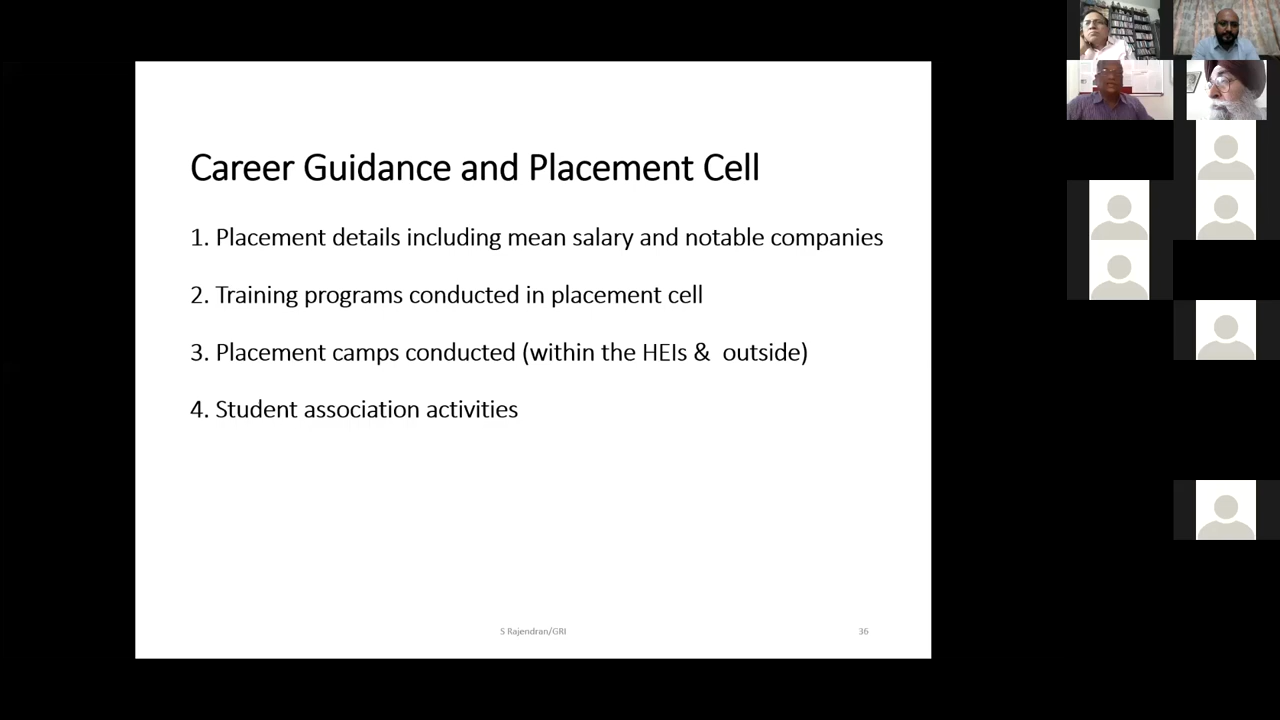 Career Guidance and Placement Cell
1. Placement details including mean salary and notable companies
2. Training programs conducted in placement cell
3. Placement camps conducted (within the HEIs &  outside)
4. Student association activities
S Rajendran/GRI
36